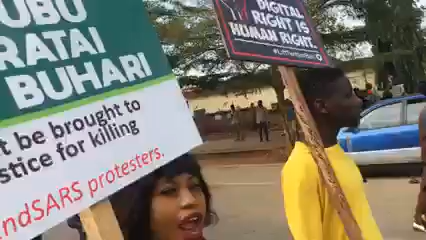 UBU
RATAI
BUHARI
t be brought to
stice for killing
ndSARS protesters.
DIGITAL
RIGHT IS
HUMAN RIGHT.